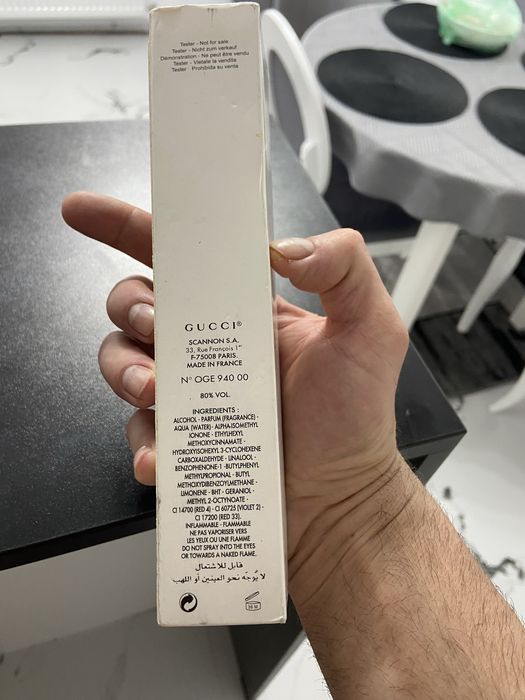 Tester - Not for sale
Tester - Nicht zum verkauf
Démonstration - Ne peut être vendu
Tester - Vietate la vendita
Tester - Prohibida su venta
GUCCI®
SCANNON S.A.
33, Rue François 1er
F-75008 PARIS.
MADE IN FRANCE
N° OGE 940 00
80% VOL.
INGREDIENTS :
ALCOHOL - PARFUM (FRAGRANCE) -
AQUA (WATER) - ALPHA-ISOMETHYL
IONONE - ETHYLHEXYL
METHOXYCINNAMATE -
HYDROXYISOHEXYL 3-CYCLOHEXENE
CARBOXALDEHYDE - LINALOOL -
BENZOPHENONE-1 -BUTYLPHENYL
METHYLPROPIONAL - BUTYL
METHOXYDIBENZOYLMETHANE -
LIMONENE - BHT - GERANIOL -
METHYL 2-OCTYNOATE -
CI 14700 (RED 4) - CI 60725 (VIOLET 2) -
CI 17200 (RED 33).
INFLAMMABLE - FLAMMABLE
NE PAS VAPORISER VERS
LES YEUX OU UNE FLAMME
DO NOT SPRAY INTO THE EYES
OR TOWARDS A NAKED FLAME.
قابل للاشتعال
لا يُوجّه نحو العينين أو اللهب
36 M